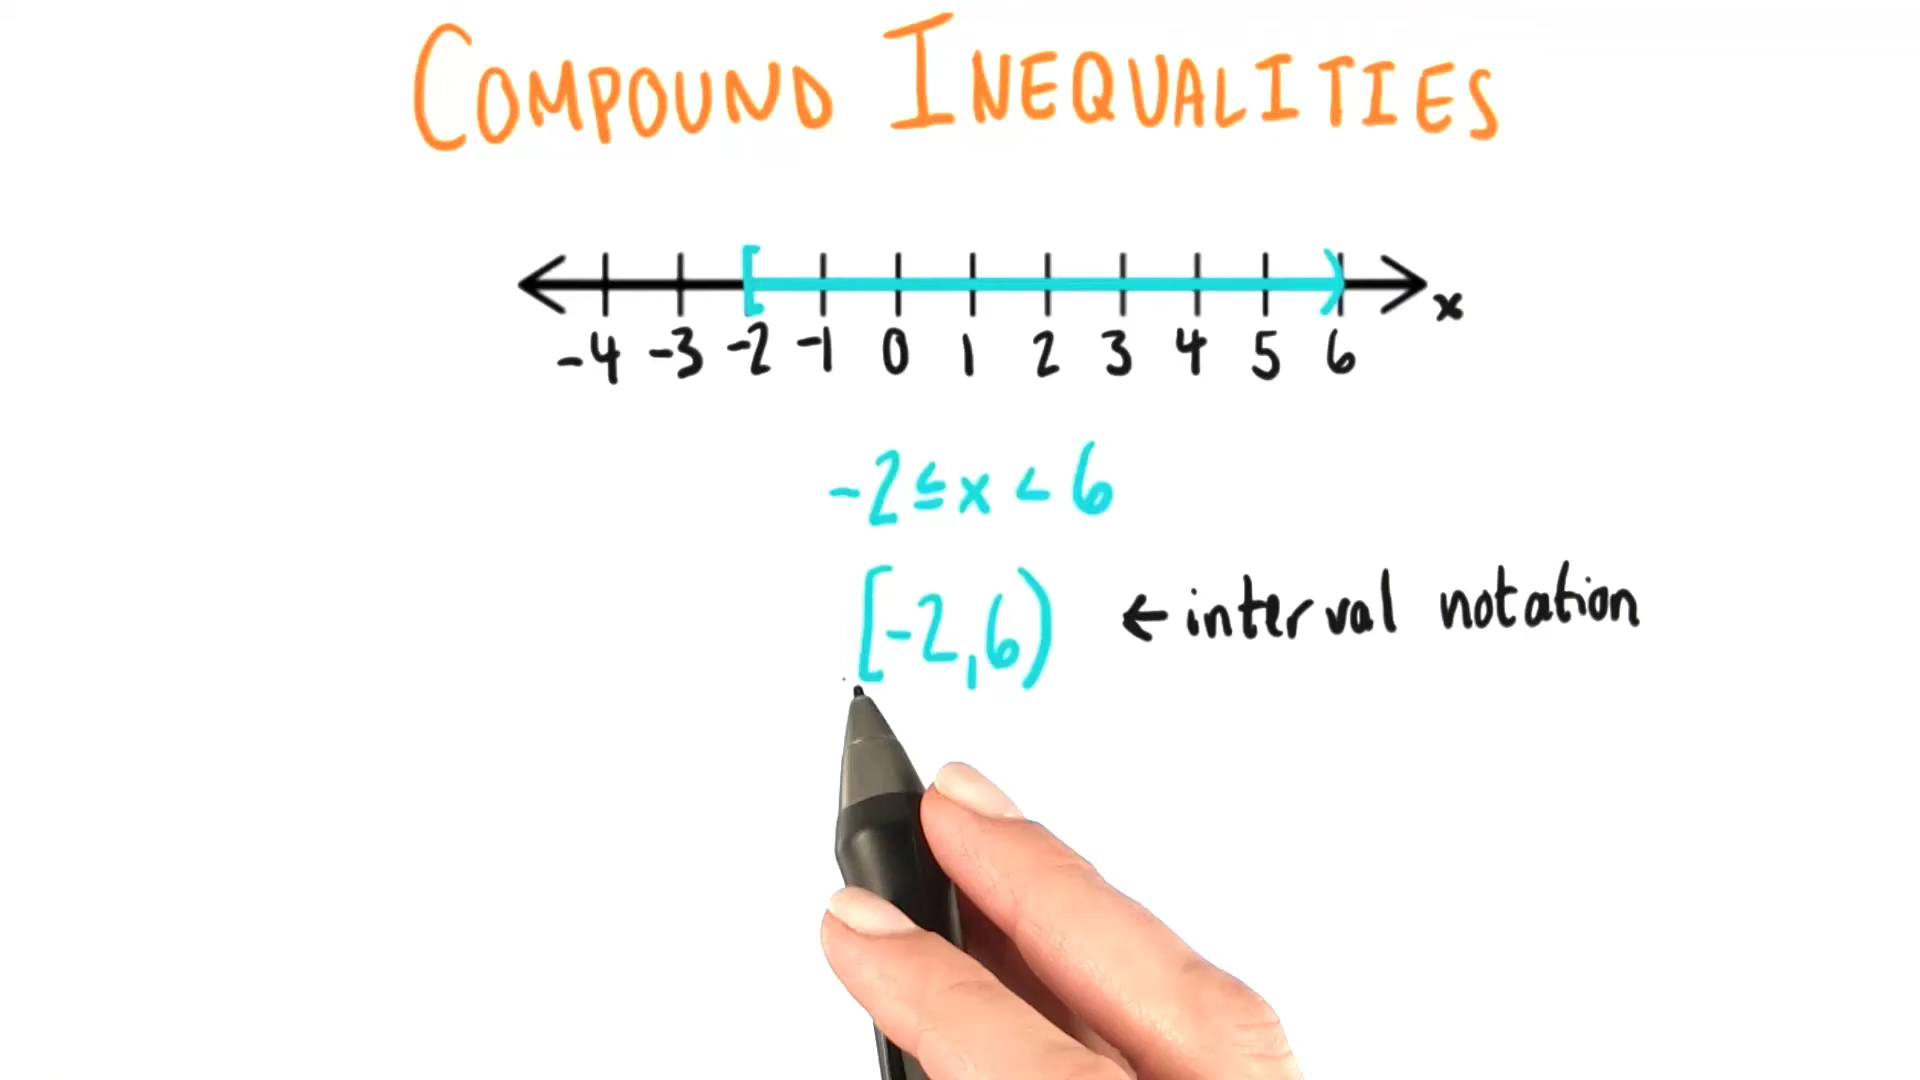 COMPOUND INEQUALITIES
x
-4 -3 -2 -1 0 1 2 3 4 5 6
-2 ≤ x < 6
[-2,6) ← interval notation